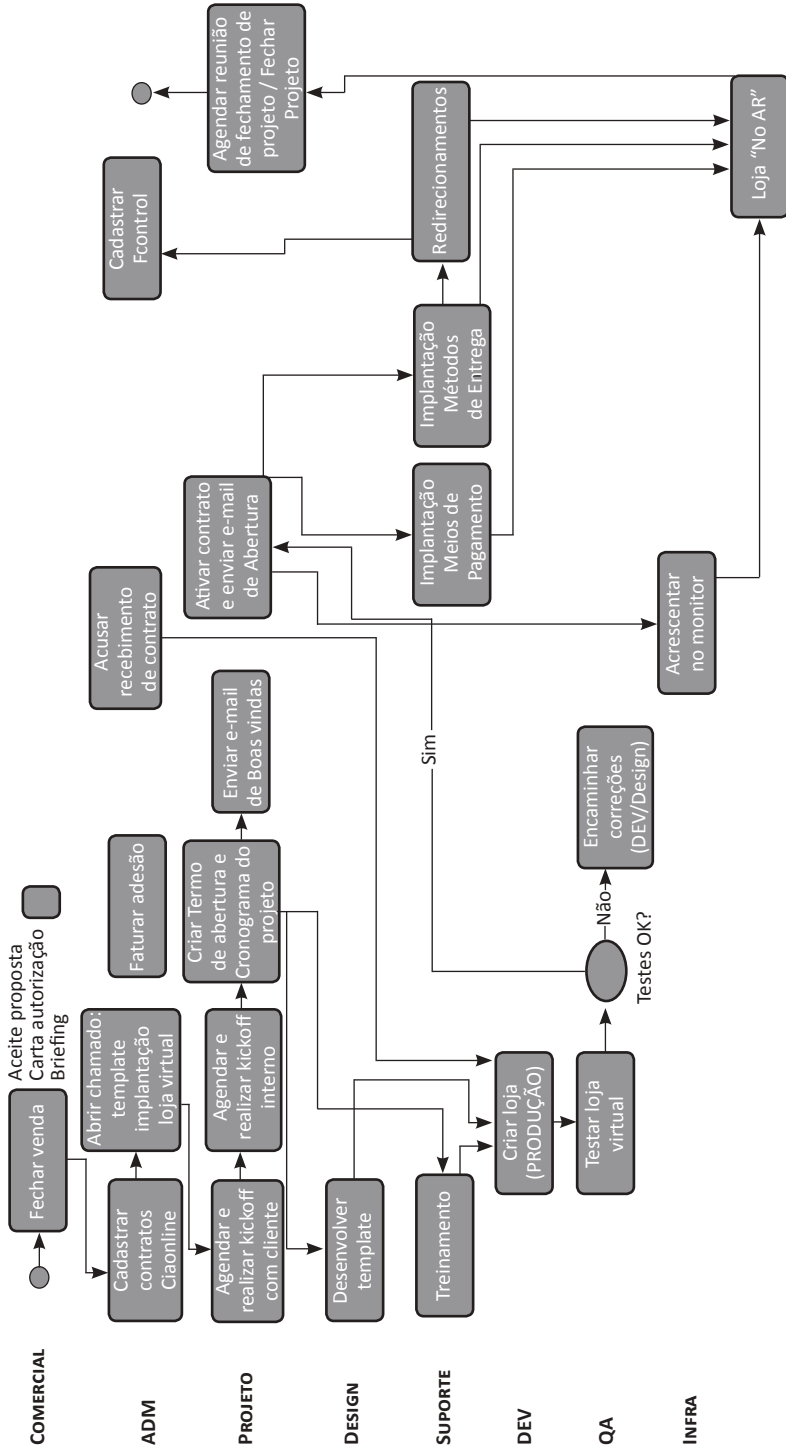 COMERCIAL
Fechar venda
Aceite proposta
Carta autorização
Briefing
ADM
Cadastrar
contratos
Ciaonline
Abrir chamado:
template
implantação
loja virtual
Faturar adesão
Acusar
recebimento
de contrato
Cadastrar
Fcontrol
PROJETO
Agendar e
realizar kickoff
com cliente
Agendar e
realizar kickoff
interno
Criar Termo
de abertura e
Cronograma do
projeto
Enviar e-mail
de Boas vindas
Ativar contrato
e enviar e-mail
de Abertura
Agendar reunião
de fechamento de
projeto / Fechar
Projeto
DESIGN
Desenvolver
template
SUPORTE
Treinamento
Implantação
Meios de
Pagamento
Implantação
Métodos
de Entrega
Redirecionamentos
DEV
Criar loja
(PRODUÇÃO)
Sim
QA
Testar loja
virtual
Testes OK?
Não
Encaminhar
correções
(DEV/Design)
INFRA
Acrescentar
no monitor
Loja “No AR”